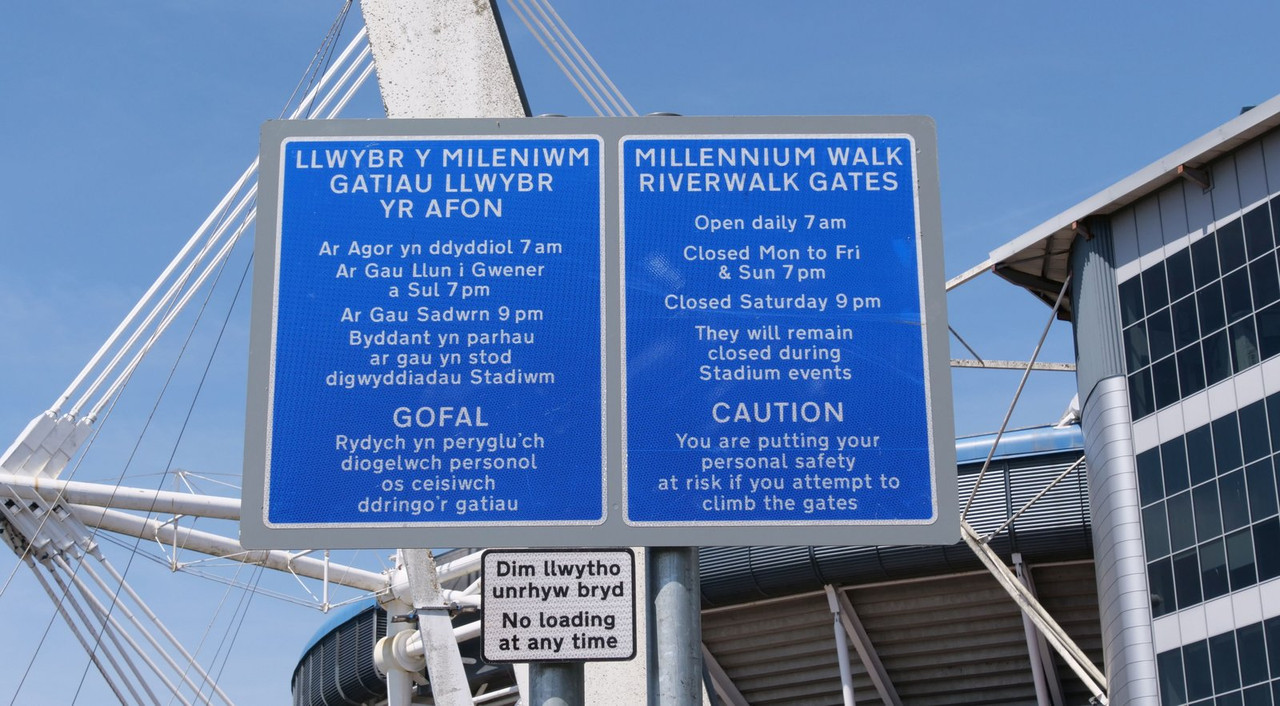 LLWYBR Y MILENIWM
GATIAU LLWYBR
YR AFON
Ar Agor yn ddyddiol 7am
Ar Gau Llun i Gwener
a Sul 7pm
Ar Gau Sadwrn 9pm
Byddant yn parhau
ar gau yn stod
digwyddiadau Stadiwm
GOFAL
Rydych yn peryglu'ch
diogelwch personol
os ceisiwch
ddringo'r gatiau
MILLENNIUM WALK
RIVERWALK GATES
Open daily 7am
Closed Mon to Fri
& Sun 7pm
Closed Saturday 9pm
They will remain
closed during
Stadium events
CAUTION
You are putting your
personal safety
at risk if you attempt to
climb the gates
Dim llwytho
unrhyw bryd
No loading
at any time